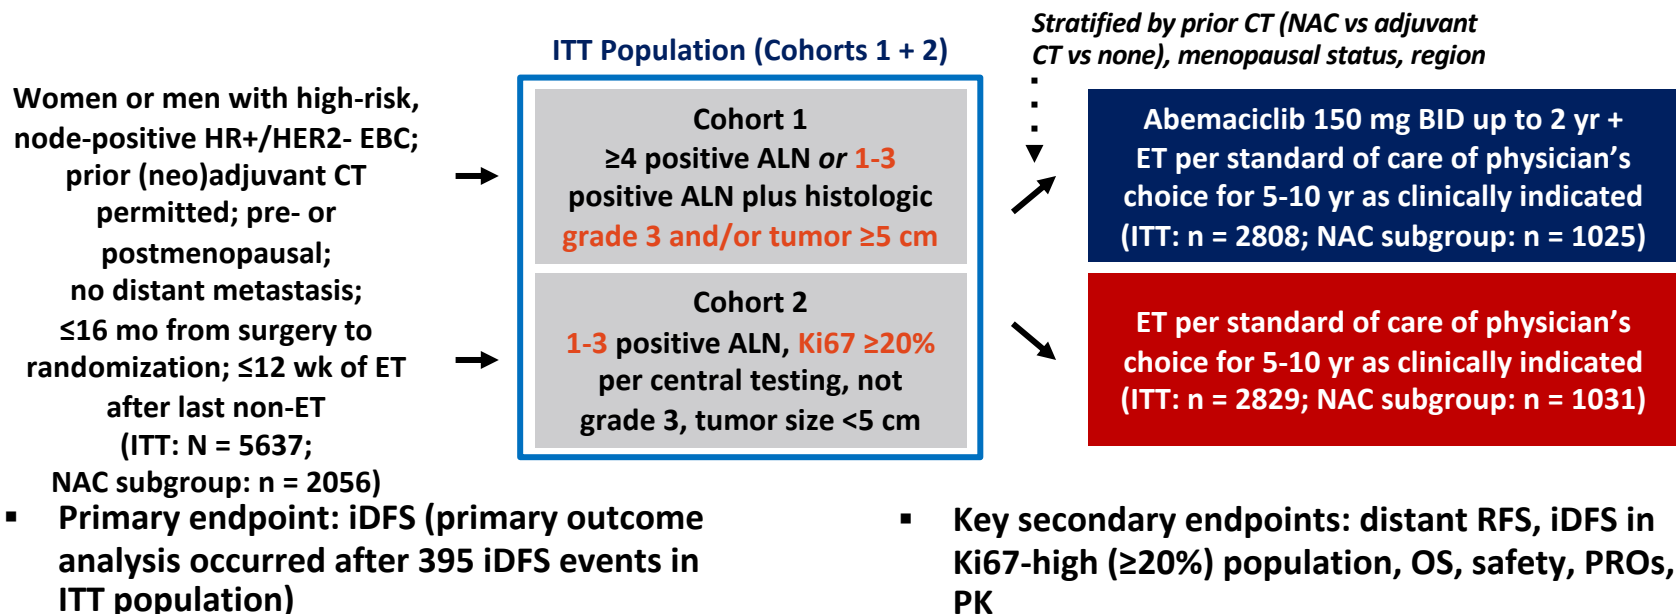 Women or men with high-risk,
node-positive HR+/HER2- EBC;
prior (neo)adjuvant CT
permitted; pre- or
postmenopausal;
no distant metastasis;
≤16 mo from surgery to
randomization; ≤12 wk of ET
after last non-ET
(ITT: N = 5637;
NAC subgroup: n = 2056)
ITT Population (Cohorts 1 + 2)
Cohort 1
≥4 positive ALN or 1-3
positive ALN plus histologic
grade 3 and/or tumor ≥5 cm
Cohort 2
1-3 positive ALN, Ki67 ≥20%
per central testing, not
grade 3, tumor size <5 cm
Stratified by prior CT (NAC vs adjuvant
CT vs none), menopausal status, region
Abemaciclib 150 mg BID up to 2 yr +
ET per standard of care of physician's
choice for 5-10 yr as clinically indicated
(ITT: n = 2808; NAC subgroup: n = 1025)
ET per standard of care of physician's
choice for 5-10 yr as clinically indicated
(ITT: n = 2829; NAC subgroup: n = 1031)
▪ Primary endpoint: iDFS (primary outcome
analysis occurred after 395 iDFS events in
ITT population)
▪ Key secondary endpoints: distant RFS, iDFS in
Ki67-high (≥20%) population, OS, safety, PROs,
PK